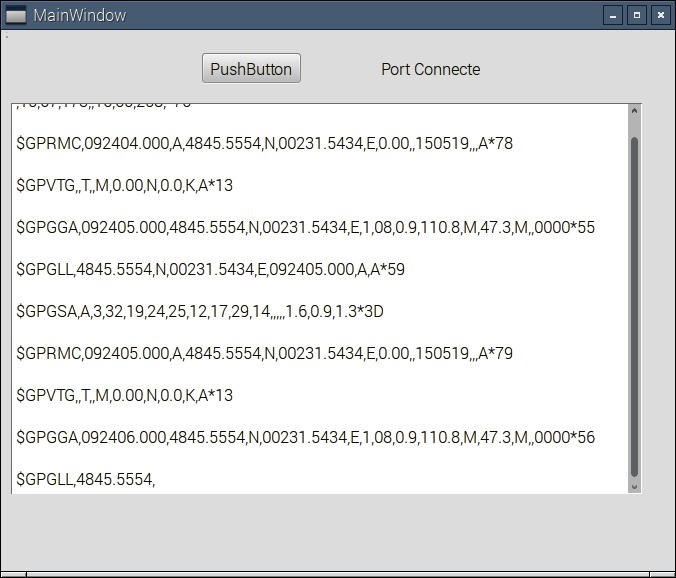 MainWindow
PushButton
Port Connecte
$GPRMC,092404.000,A,4845.5554,N,00231.5434,E,0.00,,150519,,,A*78
$GPVTG,,T,,M,0.00,N,0.0,K,A*13
$GPGGA,092405.000,4845.5554,N,00231.5434,E,1,08,0.9,110.8,M,47.3,M,,0000*55
$GPGLL,4845.5554,N,00231.5434,E,092405.000,A,A*59
$GPGSA,A,3,32,19,24,25,12,17,29,14,,,,,1.6,0.9,1.3*3D
$GPRMC,092405.000,A,4845.5554,N,00231.5434,E,0.00,,150519,,,A*79
$GPVTG,,T,,M,0.00,N,0.0,K,A*13
$GPGGA,092406.000,4845.5554,N,00231.5434,E,1,08,0.9,110.8,M,47.3,M,,0000*56
$GPGLL,4845.5554,